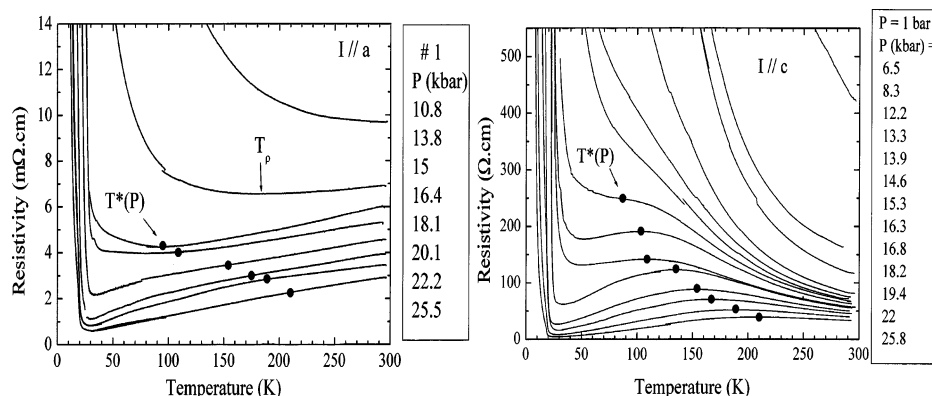 14
12
10
8
6
4
2
0
Resistivity (mΩ.cm)
I // a
Tρ
T*(P)
0 50 100 150 200 250 300
Temperature (K)
# 1
P (kbar)
10.8
13.8
15
16.4
18.1
20.1
22.2
25.5
500
400
300
200
100
0
Resistivity (Ω.cm)
I // c
T*(P)
0 50 100 150 200 250 300
Temperature (K)
P = 1 bar
P (kbar) =
6.5
8.3
12.2
13.3
13.9
14.6
15.3
16.3
16.8
18.2
19.4
22
25.8